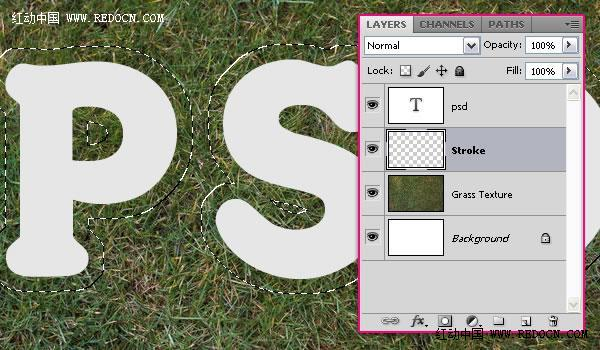 红动中国 · WWW.REDOCN.COM
PS
LAYERS CHANNELS PATHS
Normal Opacity: 100%
Lock: Fill: 100%
T psd
Stroke
Grass Texture
Background
fx
红动中国 · WWW.REDOCN.COM